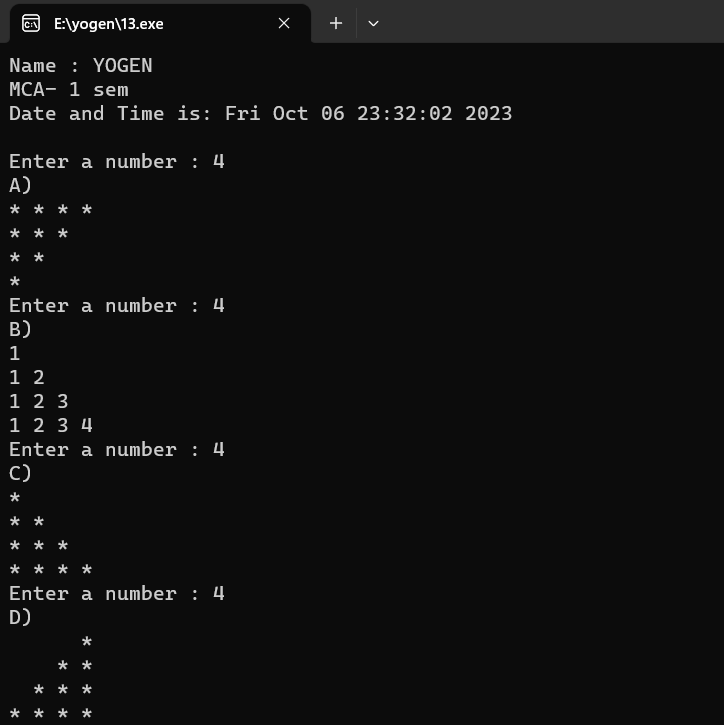 E:\yogen\13.exe
Name : YOGEN
MCA- 1 sem
Date and Time is: Fri Oct 06 23:32:02 2023

Enter a number : 4
A)
* * * *
* * *
* *
*
Enter a number : 4
B)
1
1 2
1 2 3
1 2 3 4
Enter a number : 4
C)
*
* *
* * *
* * * *
Enter a number : 4
D)
      *
    * *
  * * *
* * * *